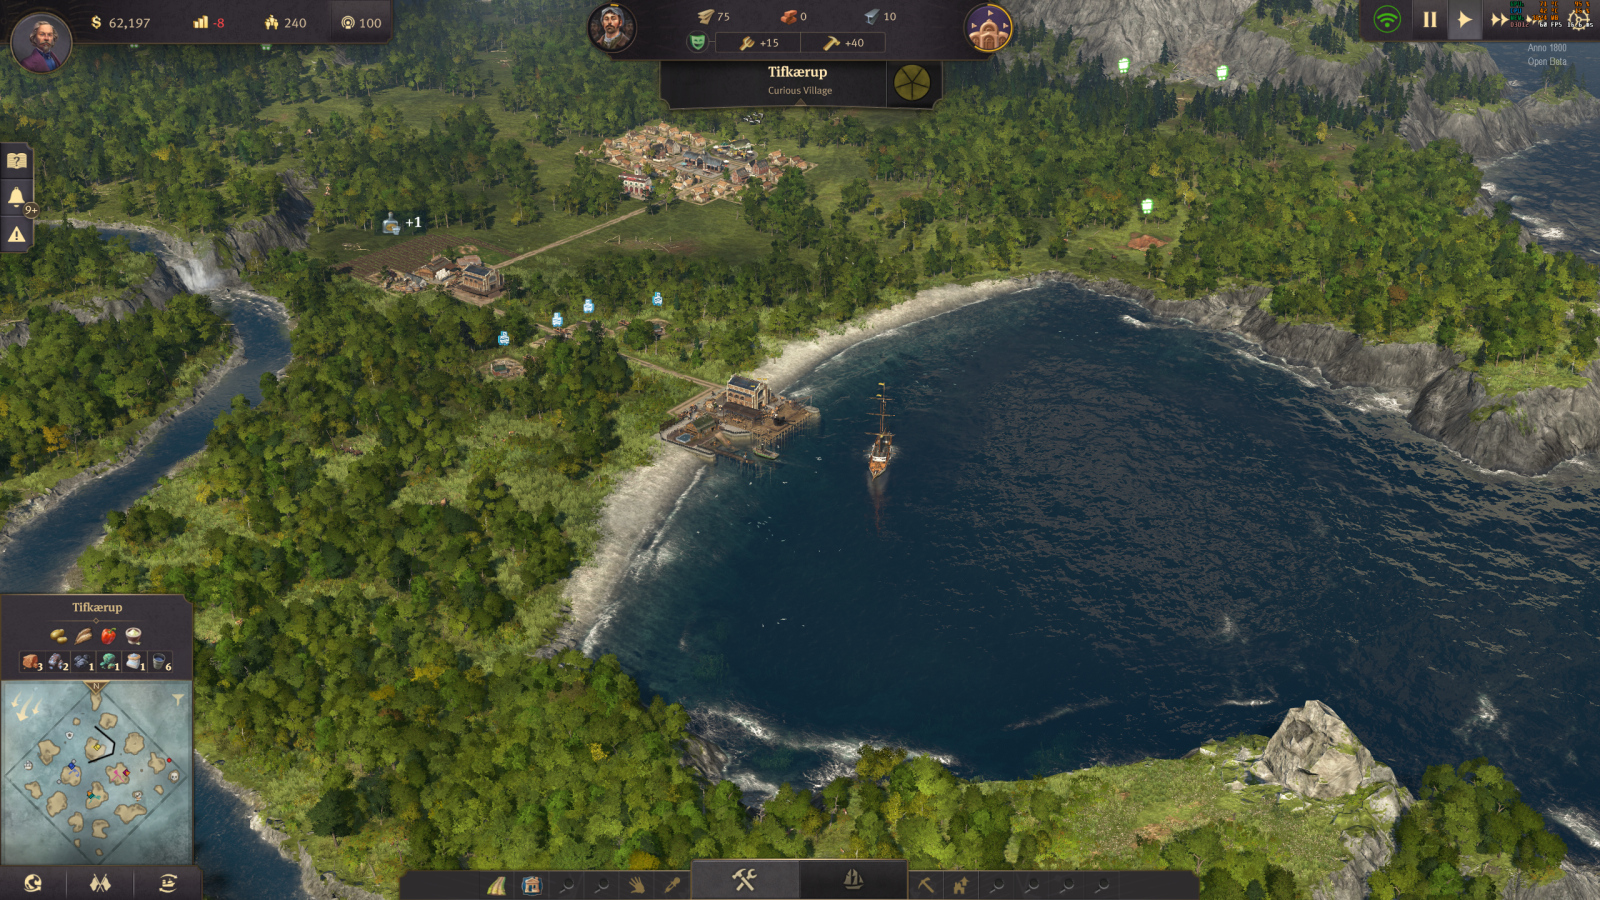 62,197
-8
240
100
75
0
10
+15
+40
Tifkærup
Curious Village
Anno 1800
Open Beta
9+
+1
Tifkærup
3
2
1
1
1
6
N